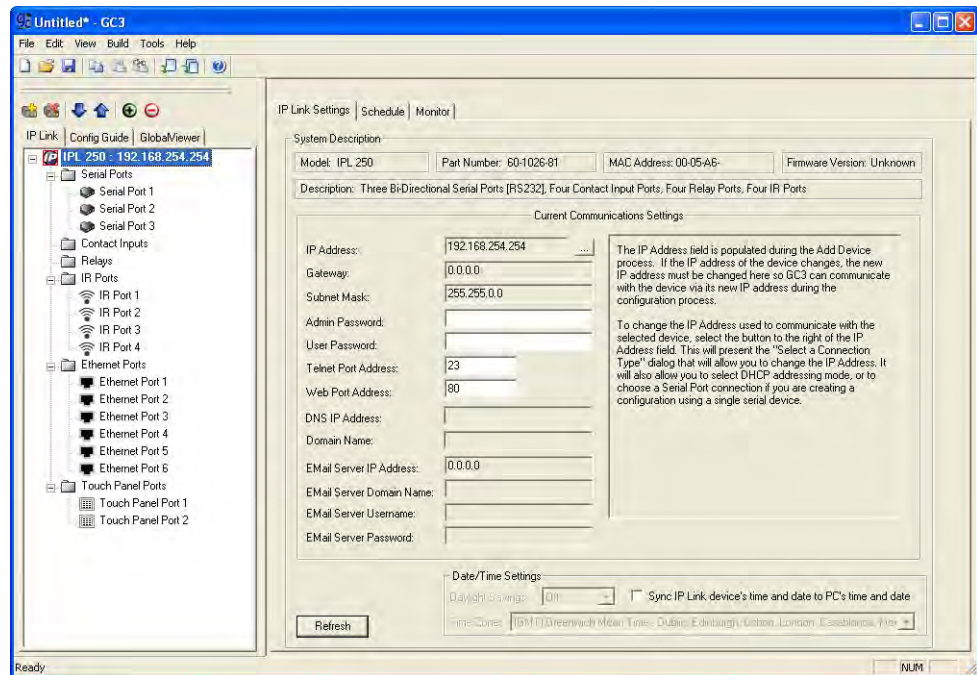 Untitled* - GC3
File Edit View Build Tools Help
IP Link Config Guide GlobalViewer
IPL 250 : 192.168.254.254
Serial Ports
Serial Port 1
Serial Port 2
Serial Port 3
Contact Inputs
Relays
IR Ports
IR Port 1
IR Port 2
IR Port 3
IR Port 4
Ethernet Ports
Ethernet Port 1
Ethernet Port 2
Ethernet Port 3
Ethernet Port 4
Ethernet Port 5
Ethernet Port 6
Touch Panel Ports
Touch Panel Port 1
Touch Panel Port 2
IP Link Settings Schedule Monitor
System Description
Model: IPL 250 Part Number: 60-1026-81 MAC Address: 00-05-A6- Firmware Version: Unknown
Description: Three Bi-Directional Serial Ports [RS232], Four Contact Input Ports, Four Relay Ports, Four IR Ports
Current Communications Settings
IP Address: 192.168.254.254 ...
Gateway: 0.0.0.0
Subnet Mask: 255.255.0.0
Admin Password:
User Password:
Telnet Port Address: 23
Web Port Address: 80
DNS IP Address:
Domain Name:
EMail Server IP Address: 0.0.0.0
EMail Server Domain Name:
EMail Server Username:
EMail Server Password:
The IP Address field is populated during the Add Device
process. If the IP address of the device changes, the new
IP address must be changed here so GC3 can communicate
with the device via its new IP address during the
configuration process.
To change the IP Address used to communicate with the
selected device, select the button to the right of the IP
Address field. This will present the "Select a Connection
Type" dialog that will allow you to change the IP Address. It
will also allow you to select DHCP addressing mode, or to
choose a Serial Port connection if you are creating a
configuration using a single serial device.
Date/Time Settings
Daylight Savings: Off Sync IP Link device's time and date to PC's time and date
Time Zone: (GMT) Greenwich Mean Time: Dublin, Edinburgh, Lisbon, London, Casablanca,
Refresh
Ready NUM